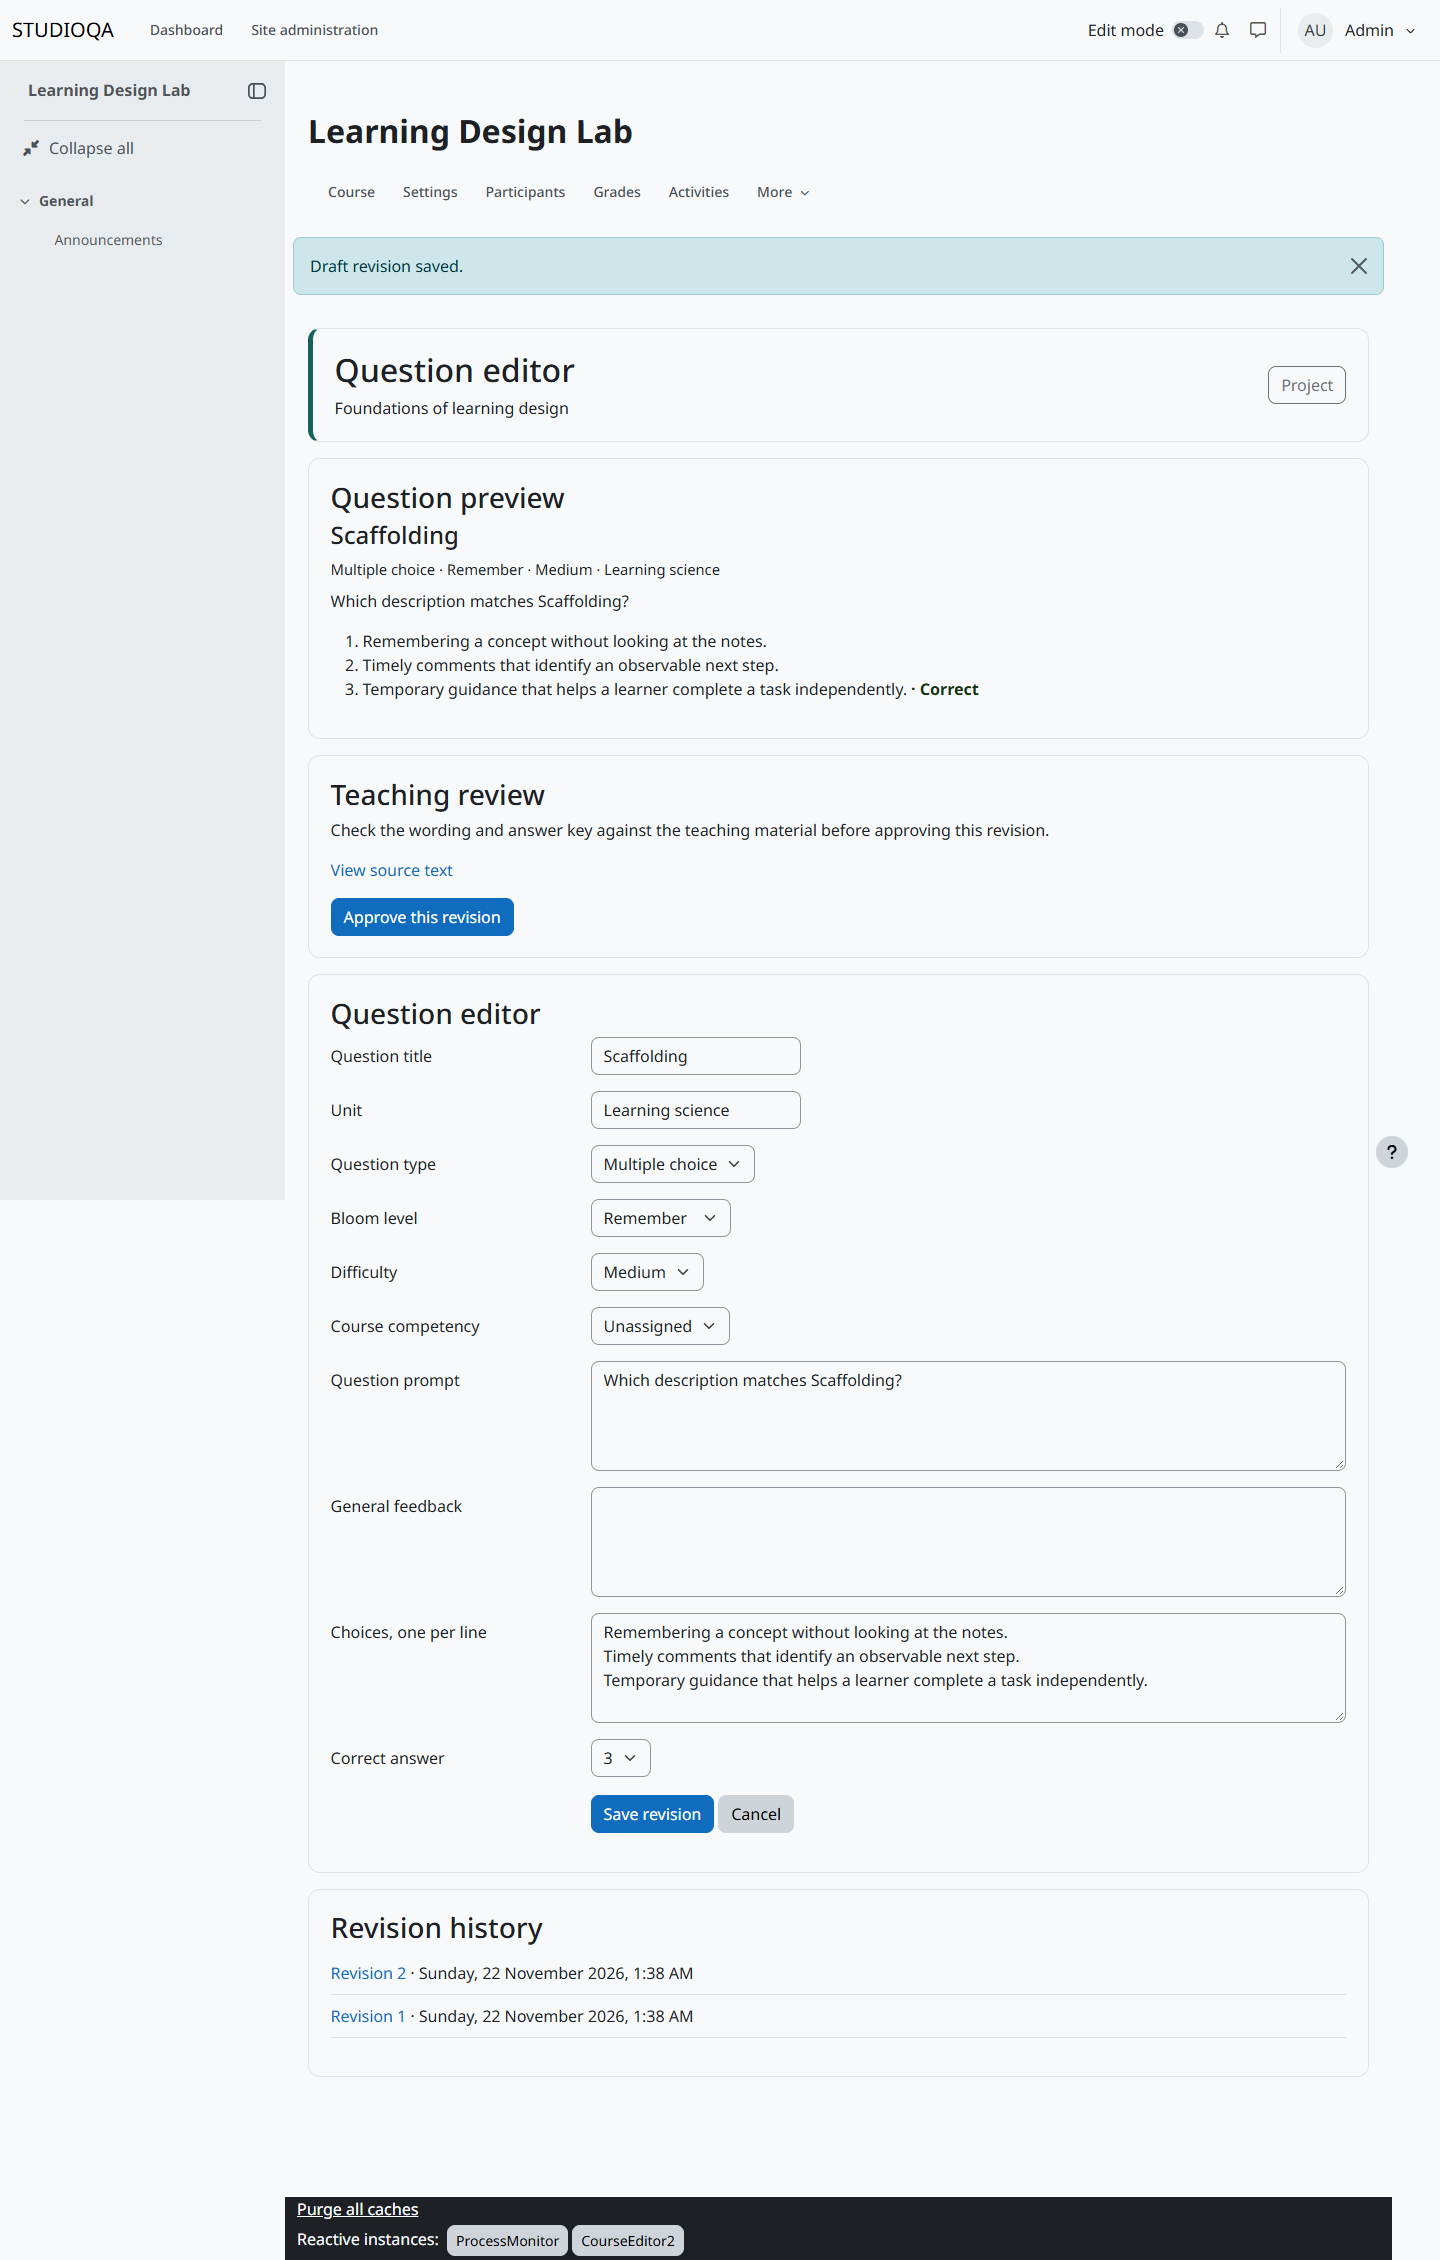 STUDIOQA Dashboard Site administration Edit mode AU Admin
Learning Design Lab
Collapse all
General
Announcements
Learning Design Lab
Course Settings Participants Grades Activities More
Draft revision saved.
Question editor
Foundations of learning design
Project
Question preview
Scaffolding
Multiple choice · Remember · Medium · Learning science
Which description matches Scaffolding?
1. Remembering a concept without looking at the notes.
2. Timely comments that identify an observable next step.
3. Temporary guidance that helps a learner complete a task independently. · Correct
Teaching review
Check the wording and answer key against the teaching material before approving this revision.
View source text
Approve this revision
Question editor
Question title Scaffolding
Unit Learning science
Question type Multiple choice
?
Bloom level Remember
Difficulty Medium
Course competency Unassigned
Question prompt Which description matches Scaffolding?
General feedback
Choices, one per line Remembering a concept without looking at the notes.
Timely comments that identify an observable next step.
Temporary guidance that helps a learner complete a task independently.
Correct answer 3
Save revision Cancel
Revision history
Revision 2 · Sunday, 22 November 2026, 1:38 AM
Revision 1 · Sunday, 22 November 2026, 1:38 AM
Purge all caches
Reactive instances: ProcessMonitor CourseEditor2